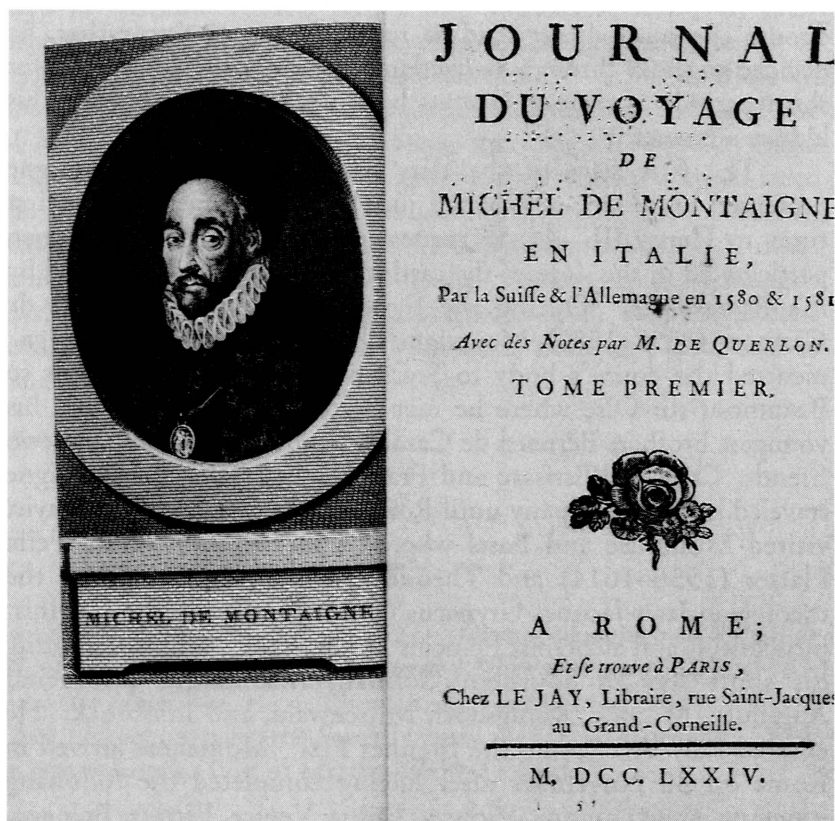 MICHEL DE MONTAIGNE
JOURNAL
DU VOYAGE
DE
MICHEL DE MONTAIGNE
EN ITALIE,
Par la Suiſſe & l'Allemagne en 1580 & 1581
Avec des Notes par M. DE QUERLON.
TOME PREMIER.
A ROME;
Et ſe trouve à PARIS,
Chez LE JAY, Libraire, rue Saint-Jacques
au Grand-Corneille.
M. DCC. LXXIV.